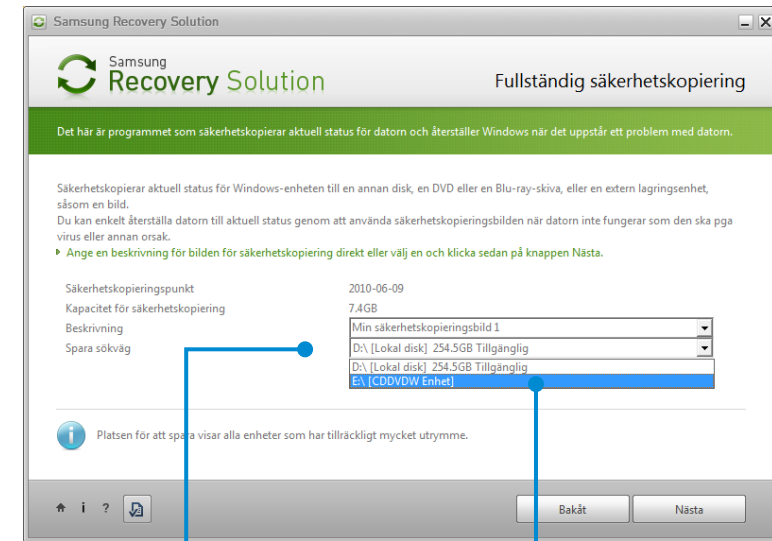 Samsung Recovery Solution
Samsung
Recovery Solution
Fullständig säkerhetskopiering
Det här är programmet som säkerhetskopierar aktuell status för datorn och återställer Windows när det uppstår ett problem med datorn.
Säkerhetskopierar aktuell status för Windows-enheten till en annan disk, en DVD eller en Blu-ray-skiva, eller en extern lagringsenhet,
såsom en bild.
Du kan enkelt återställa datorn till aktuell status genom att använda säkerhetskopieringsbilden när datorn inte fungerar som den ska pga
virus eller annan orsak.
Ange en beskrivning för bilden för säkerhetskopiering direkt eller välj en och klicka sedan på knappen Nästa.
Säkerhetskopieringspunkt 2010-06-09
Kapacitet för säkerhetskopiering 7.4GB
Beskrivning Min säkerhetskopieringsbild 1
Spara sökväg D:\ [Lokal disk] 254.5GB Tillgänglig
D:\ [Lokal disk] 254.5GB Tillgänglig
E:\ [CDDVDW Enhet]
Platsen för att spara visar alla enheter som har tillräckligt mycket utrymme.
i ? Bakåt Nästa